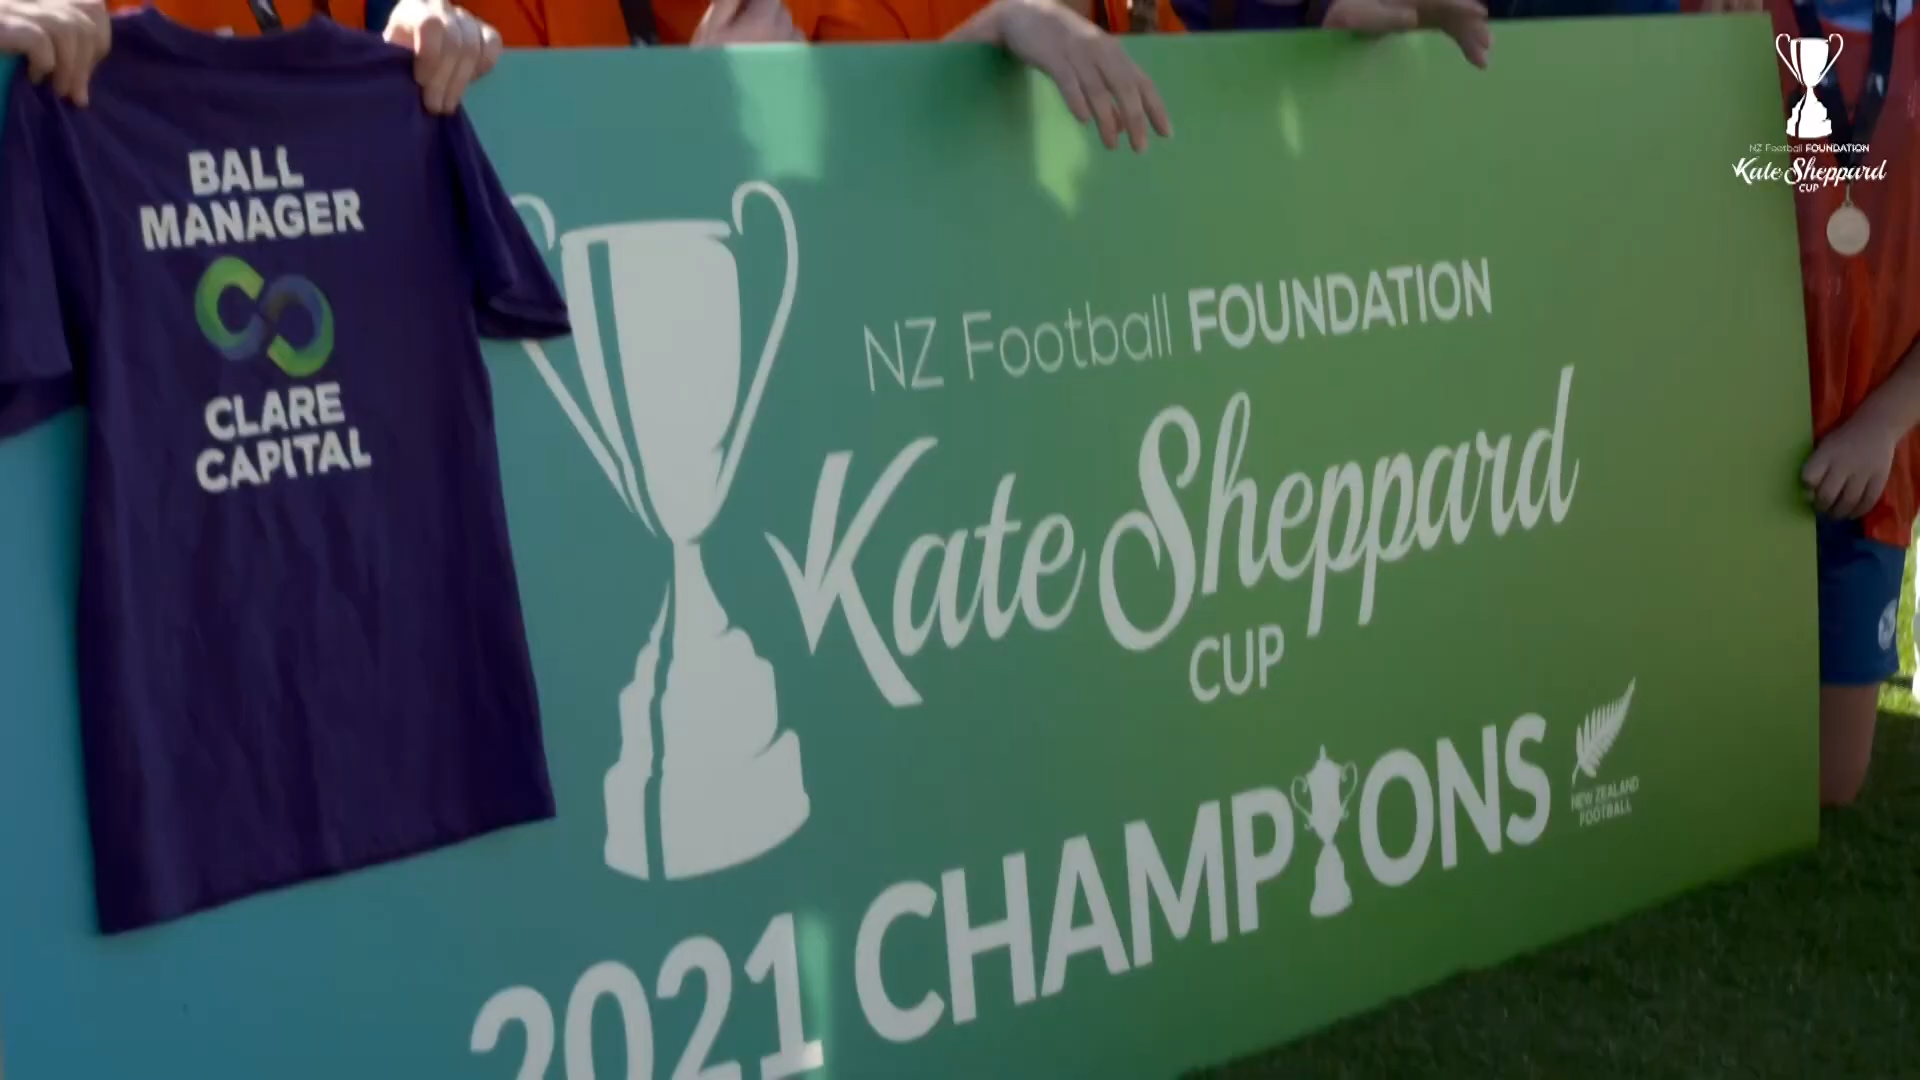 BALL
MANAGER
CLARE
CAPITAL
NZ Football FOUNDATION
Kate Sheppard
CUP
2021 CHAMPIONS
NEW ZEALAND
FOOTBALL
NZ Football FOUNDATION
Kate Sheppard
CUP